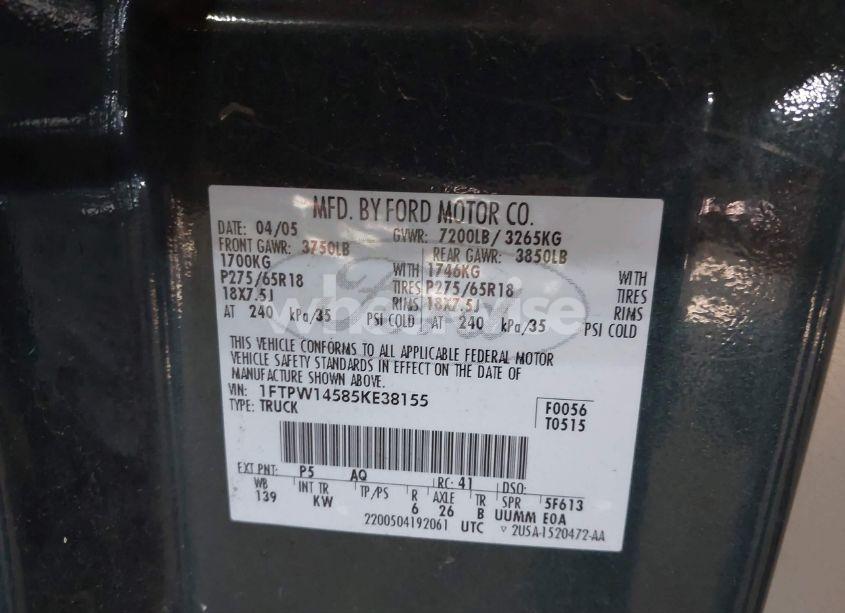 MFD. BY FORD MOTOR CO.
DATE: 04/05 GVWR: 7200LB/ 3265KG
FRONT GAWR: 3750LB REAR GAWR: 3850LB
1700KG WITH 1746KG WITH
P275/65R18 TIRES P275/65R18 TIRES
18X7.5J RIMS 18X7.5J RIMS
AT 240 kPa/35 PSI COLD AT 240 kPa/35 PSI COLD
THIS VEHICLE CONFORMS TO ALL APPLICABLE FEDERAL MOTOR
VEHICLE SAFETY STANDARDS IN EFFECT ON THE DATE OF
MANUFACTURE SHOWN ABOVE.
VIN: 1FTPW14585KE38155 F0056
TYPE: TRUCK T0515
EXT PNT: P5 AQ RC: 41 DSO:
WB INT TR TP/PS R AXLE TR SPR 5F613
139 KW 6 26 B UUMM E0A
2200504192061 UTC ▽ 2U5A-1520472-AA
wheelwise